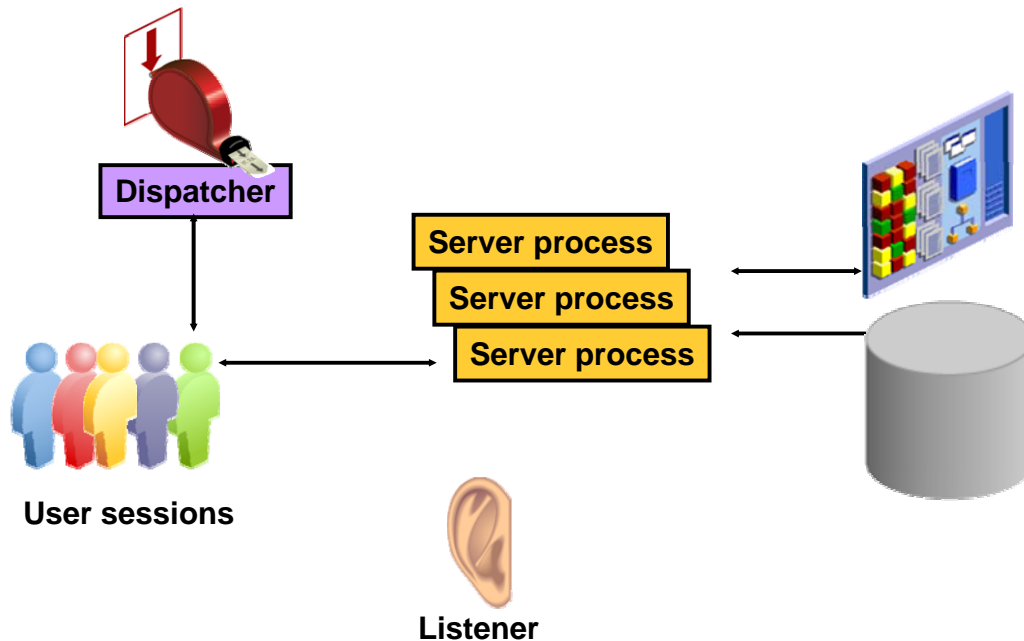 Dispatcher
Server process
Server process
Server process
User sessions
Listener